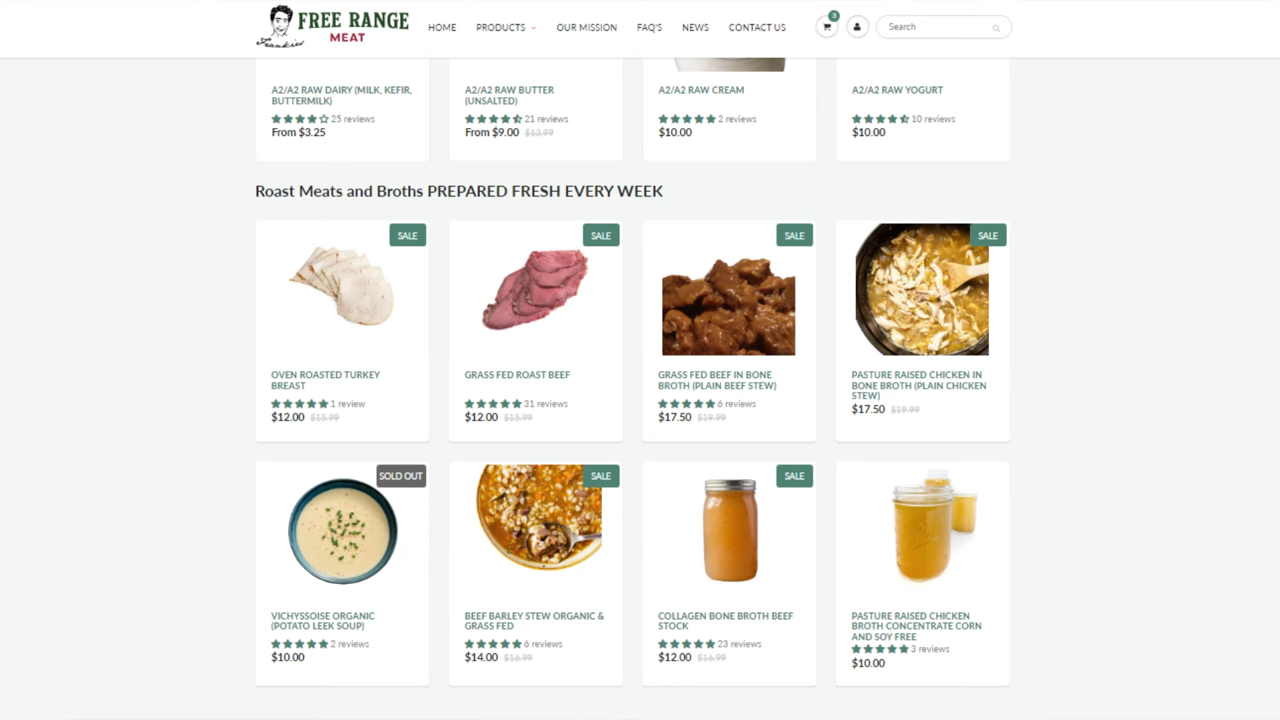 Frankies FREE RANGE MEAT
HOME PRODUCTS OUR MISSION FAQ'S NEWS CONTACT US 3 Search
A2/A2 RAW DAIRY (MILK, KEFIR,
BUTTERMILK)
25 reviews
From $3.25
A2/A2 RAW BUTTER
(UNSALTED)
21 reviews
From $9.00 $13.99
A2/A2 RAW CREAM
2 reviews
$10.00
A2/A2 RAW YOGURT
10 reviews
$10.00
Roast Meats and Broths PREPARED FRESH EVERY WEEK
SALE
OVEN ROASTED TURKEY
BREAST
1 review
$12.00 $15.99
SALE
GRASS FED ROAST BEEF
31 reviews
$12.00 $15.99
SALE
GRASS FED BEEF IN BONE
BROTH (PLAIN BEEF STEW)
6 reviews
$17.50 $19.99
SALE
PASTURE RAISED CHICKEN IN
BONE BROTH (PLAIN CHICKEN
STEW)
$17.50 $19.99
SOLD OUT
VICHYSSOISE ORGANIC
(POTATO LEEK SOUP)
2 reviews
$10.00
SALE
BEEF BARLEY STEW ORGANIC &
GRASS FED
6 reviews
$14.00 $16.99
SALE
COLLAGEN BONE BROTH BEEF
STOCK
23 reviews
$12.00 $16.99
PASTURE RAISED CHICKEN
BROTH CONCENTRATE CORN
AND SOY FREE
3 reviews
$10.00